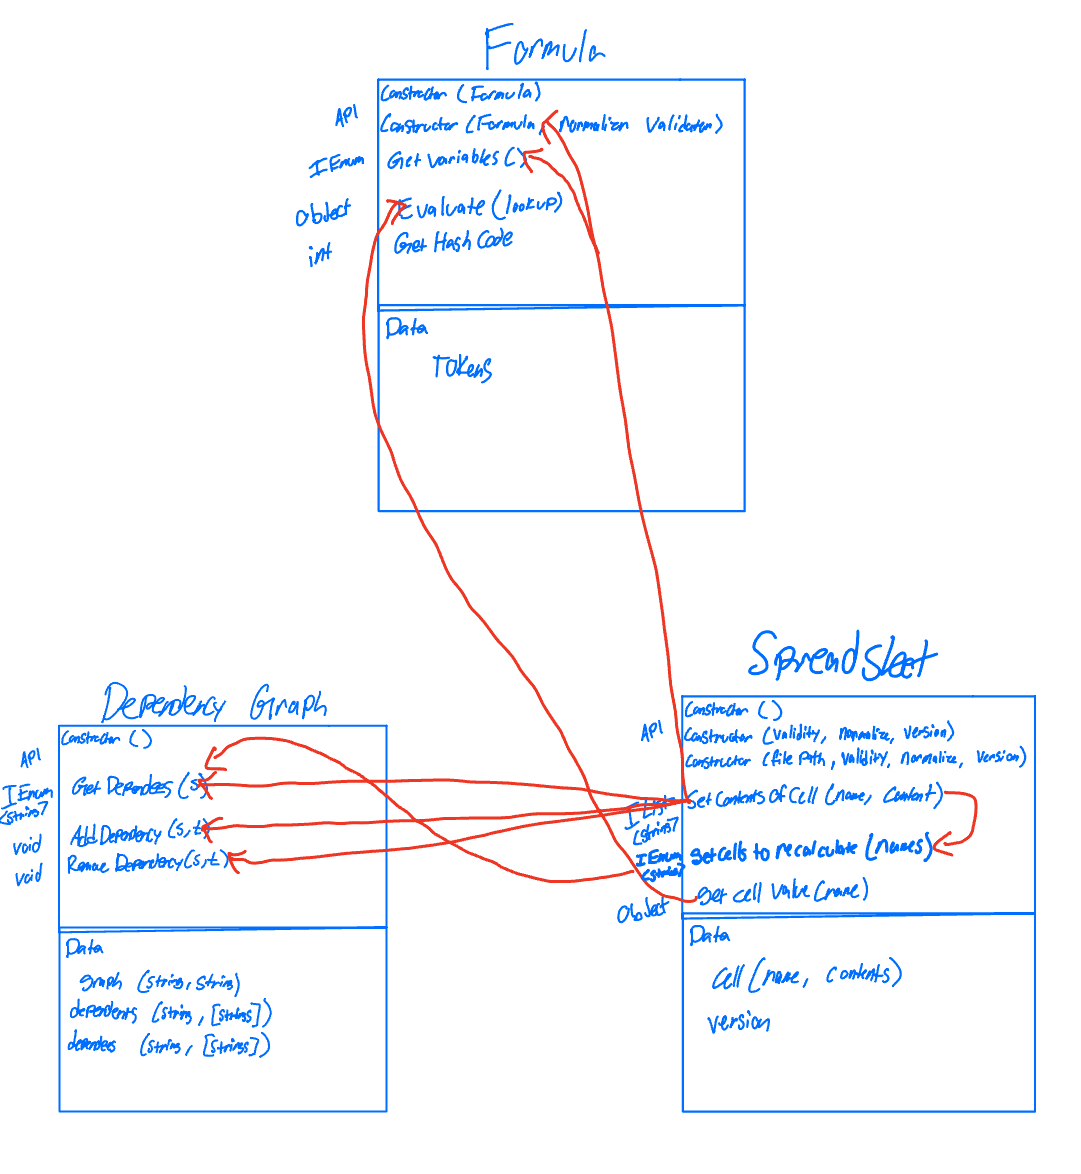 Formula
Constructor (Formula)
API
Constructor (Formula, Normalizer Validator)
IEnum
Get variables ()
Object
Evaluate (lookup)
int
Get Hash Code
Data
Tokens
Dependency Graph
Constructor ()
API
IEnum
<string>
Get Dependees (s)
void
Add Dependency (s, t)
void
Remove Dependency (s, t)
Data
graph (string, string)
dependents (string, [strings])
dependees (string, [strings])
Spreadsheet
Constructor ()
API
Constructor (validity, normalize, version)
Constructor (file path, validity, normalize, version)
IList
<string>
Set Contents Of Cell (name, content)
IEnum
<string>
Get Cells to recalculate (names)
Object
Get cell value (name)
Data
Cell (name, contents)
version